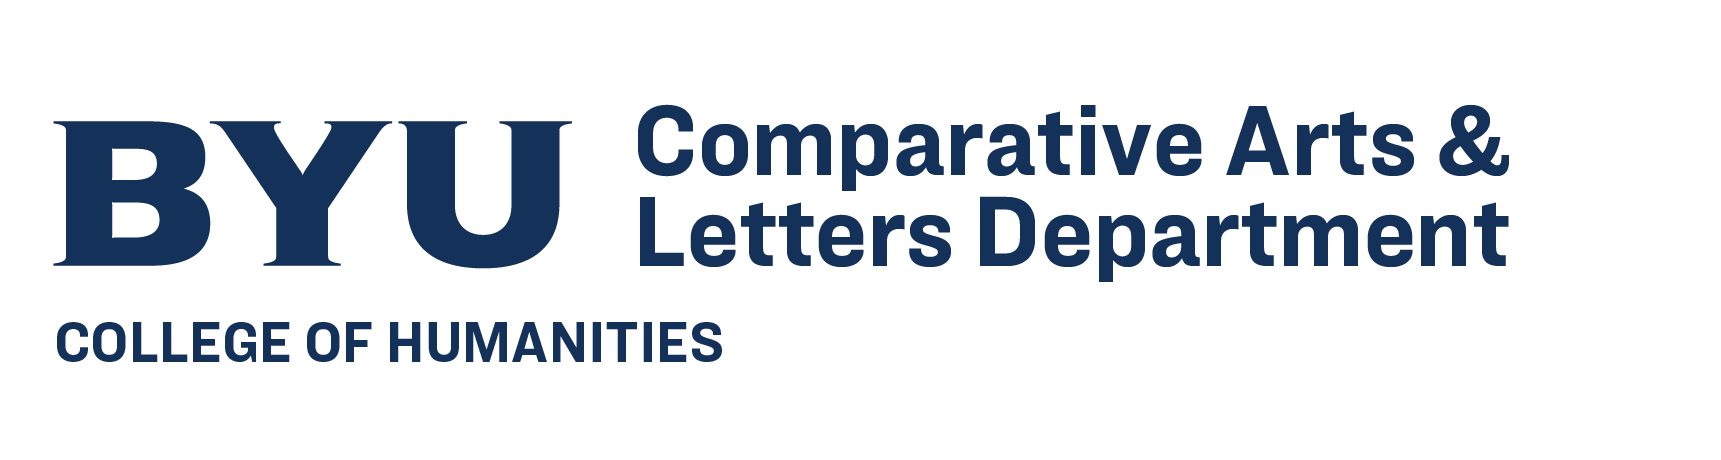 BYU
Comparative Arts &
Letters Department
COLLEGE OF HUMANITIES